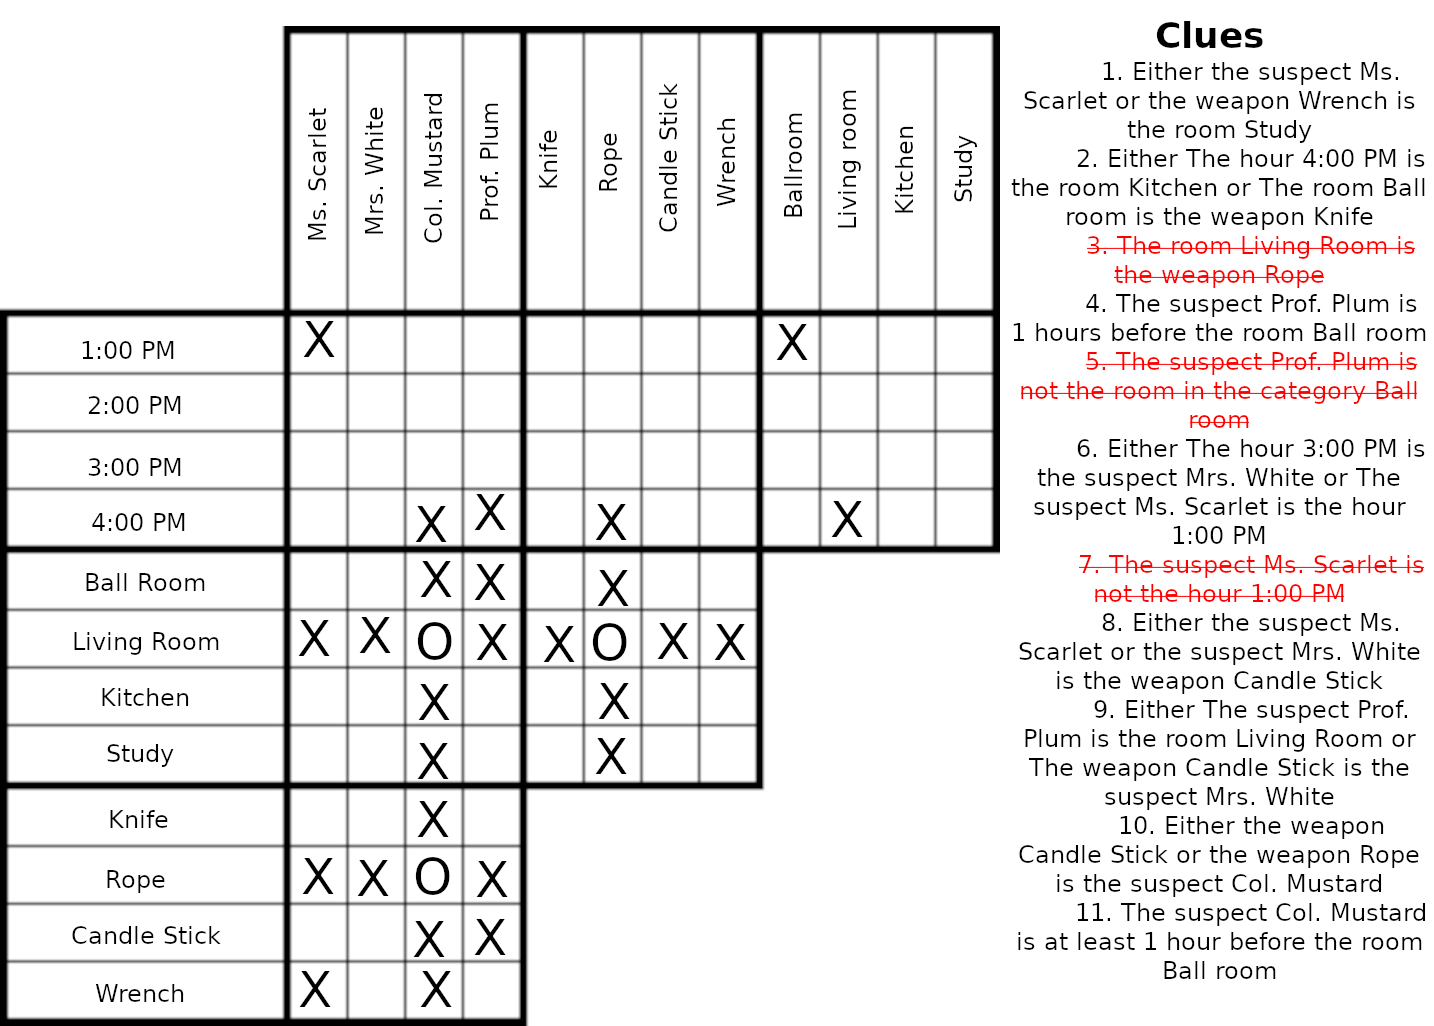 Clues
1. Either the suspect Ms.
Scarlet or the weapon Wrench is
the room Study
2. Either The hour 4:00 PM is
the room Kitchen or The room Ball
room is the weapon Knife
3. The room Living Room is
the weapon Rope
4. The suspect Prof. Plum is
1 hours before the room Ball room
5. The suspect Prof. Plum is
not the room in the category Ball
room
6. Either The hour 3:00 PM is
the suspect Mrs. White or The
suspect Ms. Scarlet is the hour
1:00 PM
7. The suspect Ms. Scarlet is
not the hour 1:00 PM
8. Either the suspect Ms.
Scarlet or the suspect Mrs. White
is the weapon Candle Stick
9. Either The suspect Prof.
Plum is the room Living Room or
The weapon Candle Stick is the
suspect Mrs. White
10. Either the weapon
Candle Stick or the weapon Rope
is the suspect Col. Mustard
11. The suspect Col. Mustard
is at least 1 hour before the room
Ball room
Ms. Scarlet
Mrs. White
Col. Mustard
Prof. Plum
Knife
Rope
Candle Stick
Wrench
Ballroom
Living room
Kitchen
Study
1:00 PM X X
2:00 PM
3:00 PM
4:00 PM X X X X
Ball Room X X X
Living Room X X O X X O X X
Kitchen X X
Study X X
Knife X
Rope X X O X
Candle Stick X X
Wrench X X